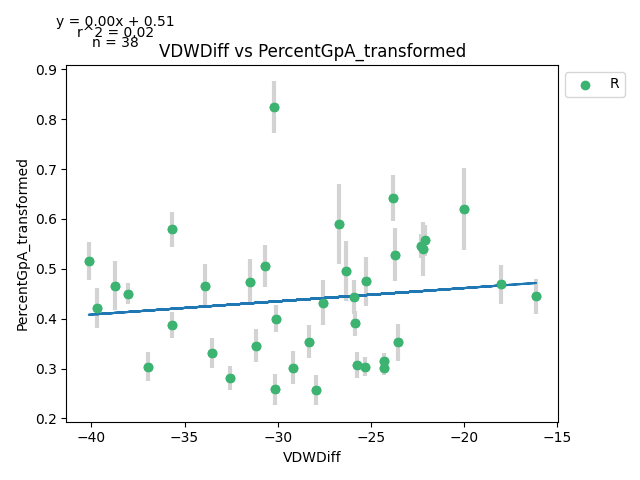 y = 0.00x + 0.51
r^2 = 0.02
n = 38
VDWDiff vs PercentGpA_transformed
R
PercentGpA_transformed
0.9
0.8
0.7
0.6
0.5
0.4
0.3
0.2
−40
−35
−30
−25
−20
−15
VDWDiff